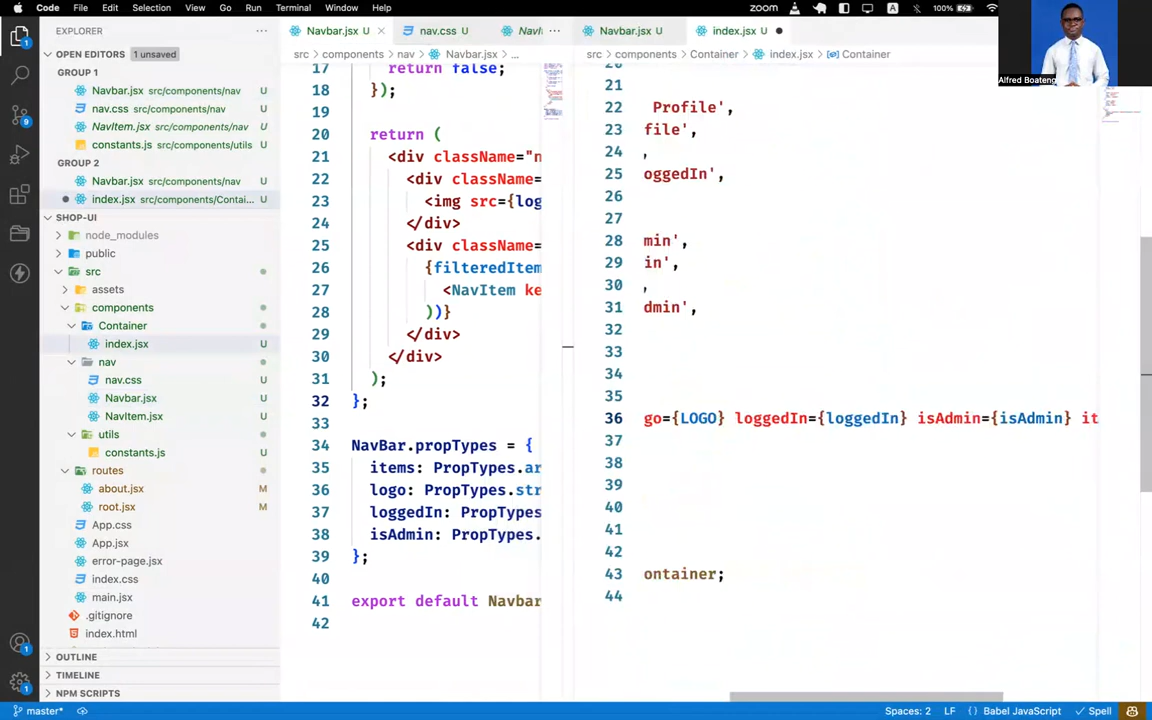 Code File Edit Selection View Go Run Terminal Window Help
zoom A 100%
Alfred Boateng
EXPLORER
OPEN EDITORS 1 unsaved
GROUP 1
Navbar.jsx src/components/nav U
nav.css src/components/nav U
NavItem.jsx src/components/nav U
constants.js src/components/utils U
GROUP 2
Navbar.jsx src/components/nav U
index.jsx src/components/Contai... U
SHOP-UI
node_modules
public
src
assets
components
Container
index.jsx U
nav
nav.css U
Navbar.jsx U
NavItem.jsx U
utils
constants.js U
routes
about.jsx M
root.jsx M
App.css
App.jsx
error-page.jsx
index.css
main.jsx
.gitignore
index.html
OUTLINE
TIMELINE
NPM SCRIPTS
9
1
1
Navbar.jsx U
nav.css U
NavI
src > components > nav > Navbar.jsx > ...
17 return false;
18 });
19
20 return (
21 <div className="n
22 <div className=
23 <img src={log
24 </div>
25 <div className=
26 {filteredItem
27 <NavItem ke
28 ))}
29 </div>
30 </div>
31 );
32 };
33
34 NavBar.propTypes = {
35 items: PropTypes.ar
36 logo: PropTypes.str
37 loggedIn: PropTypes
38 isAdmin: PropTypes.
39 };
40
41 export default Navbar
42
Navbar.jsx U
index.jsx U
src > components > Container > index.jsx > Container
20
21
22 Profile',
23 file',
24 ,
25 oggedIn',
26
27
28 min',
29 in',
30 ,
31 dmin',
32
33
34
35
36 go={LOGO} loggedIn={loggedIn} isAdmin={isAdmin} it
37
38
39
40
41
42
43 ontainer;
44
master*
Spaces: 2 LF { } Babel JavaScript Spell